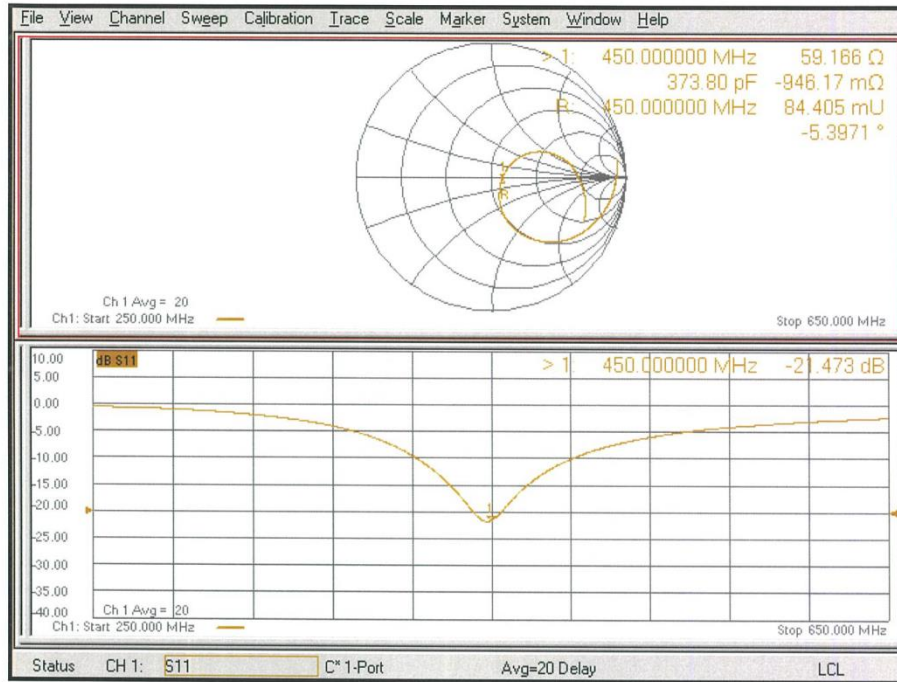 File View Channel Sweep Calibration Trace Scale Marker System Window Help
> 1: 450.000000 MHz 59.166 Ω
373.80 pF -946.17 mΩ
R: 450.000000 MHz 84.405 mU
-5.3971 °
1
R
Ch 1 Avg = 20
Ch1: Start 250.000 MHz
Stop 650.000 MHz
10.00 dB S11 > 1: 450.000000 MHz -21.473 dB
5.00
0.00
-5.00
-10.00
-15.00
-20.00 1
-25.00
-30.00
-35.00
-40.00 Ch 1 Avg = 20
Ch1: Start 250.000 MHz
Stop 650.000 MHz
Status CH 1: S11 C* 1-Port Avg=20 Delay LCL